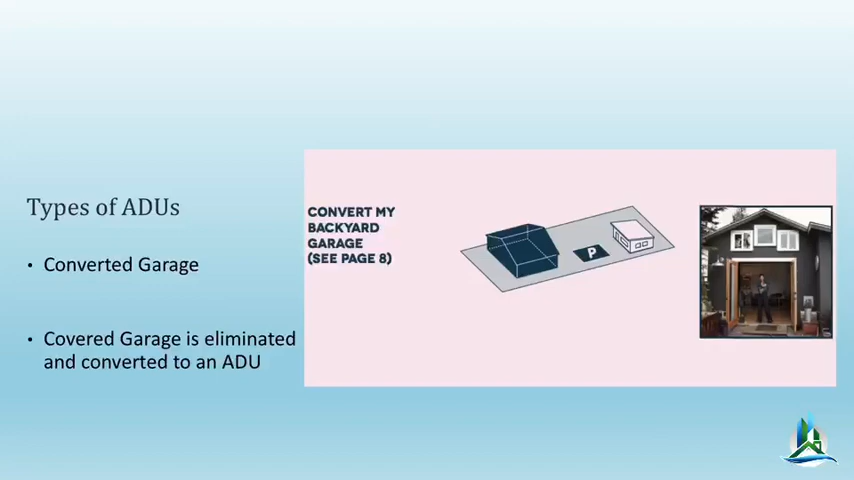 Types of ADUs
• Converted Garage
• Covered Garage is eliminated
and converted to an ADU
CONVERT MY
BACKYARD
GARAGE
(SEE PAGE 8)
P